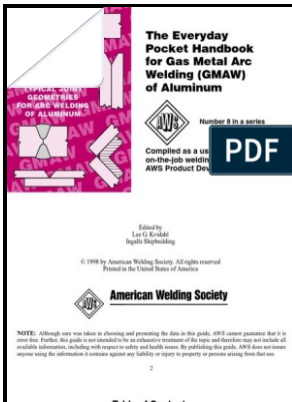 The Everyday
Pocket Handbook
for Gas Metal Arc
Welding (GMAW)
of Aluminum
TYPICAL JOINT
GEOMETRIES
FOR ARC WELDING
OF ALUMINUM
GMAW
AWS
Number 8 in a series
Compiled as a us
on-the-job weldin
AWS Product Dev
PDF
Edited by
Lee G. Kvidahl
Ingalls Shipbuilding
© 1998 by American Welding Society. All rights reserved
Printed in the United States of America
AWS
American Welding Society
NOTE: Although care was taken in choosing and presenting the data in this guide, AWS cannot guarantee that it is
error free. Further, this guide is not intended to be an exhaustive treatment of the topic and therefore may not include all
available information, including with respect to safety and health issues. By publishing this guide, AWS does not insure
anyone using the information it contains against any liability or injury to property or persons arising from that use.
2